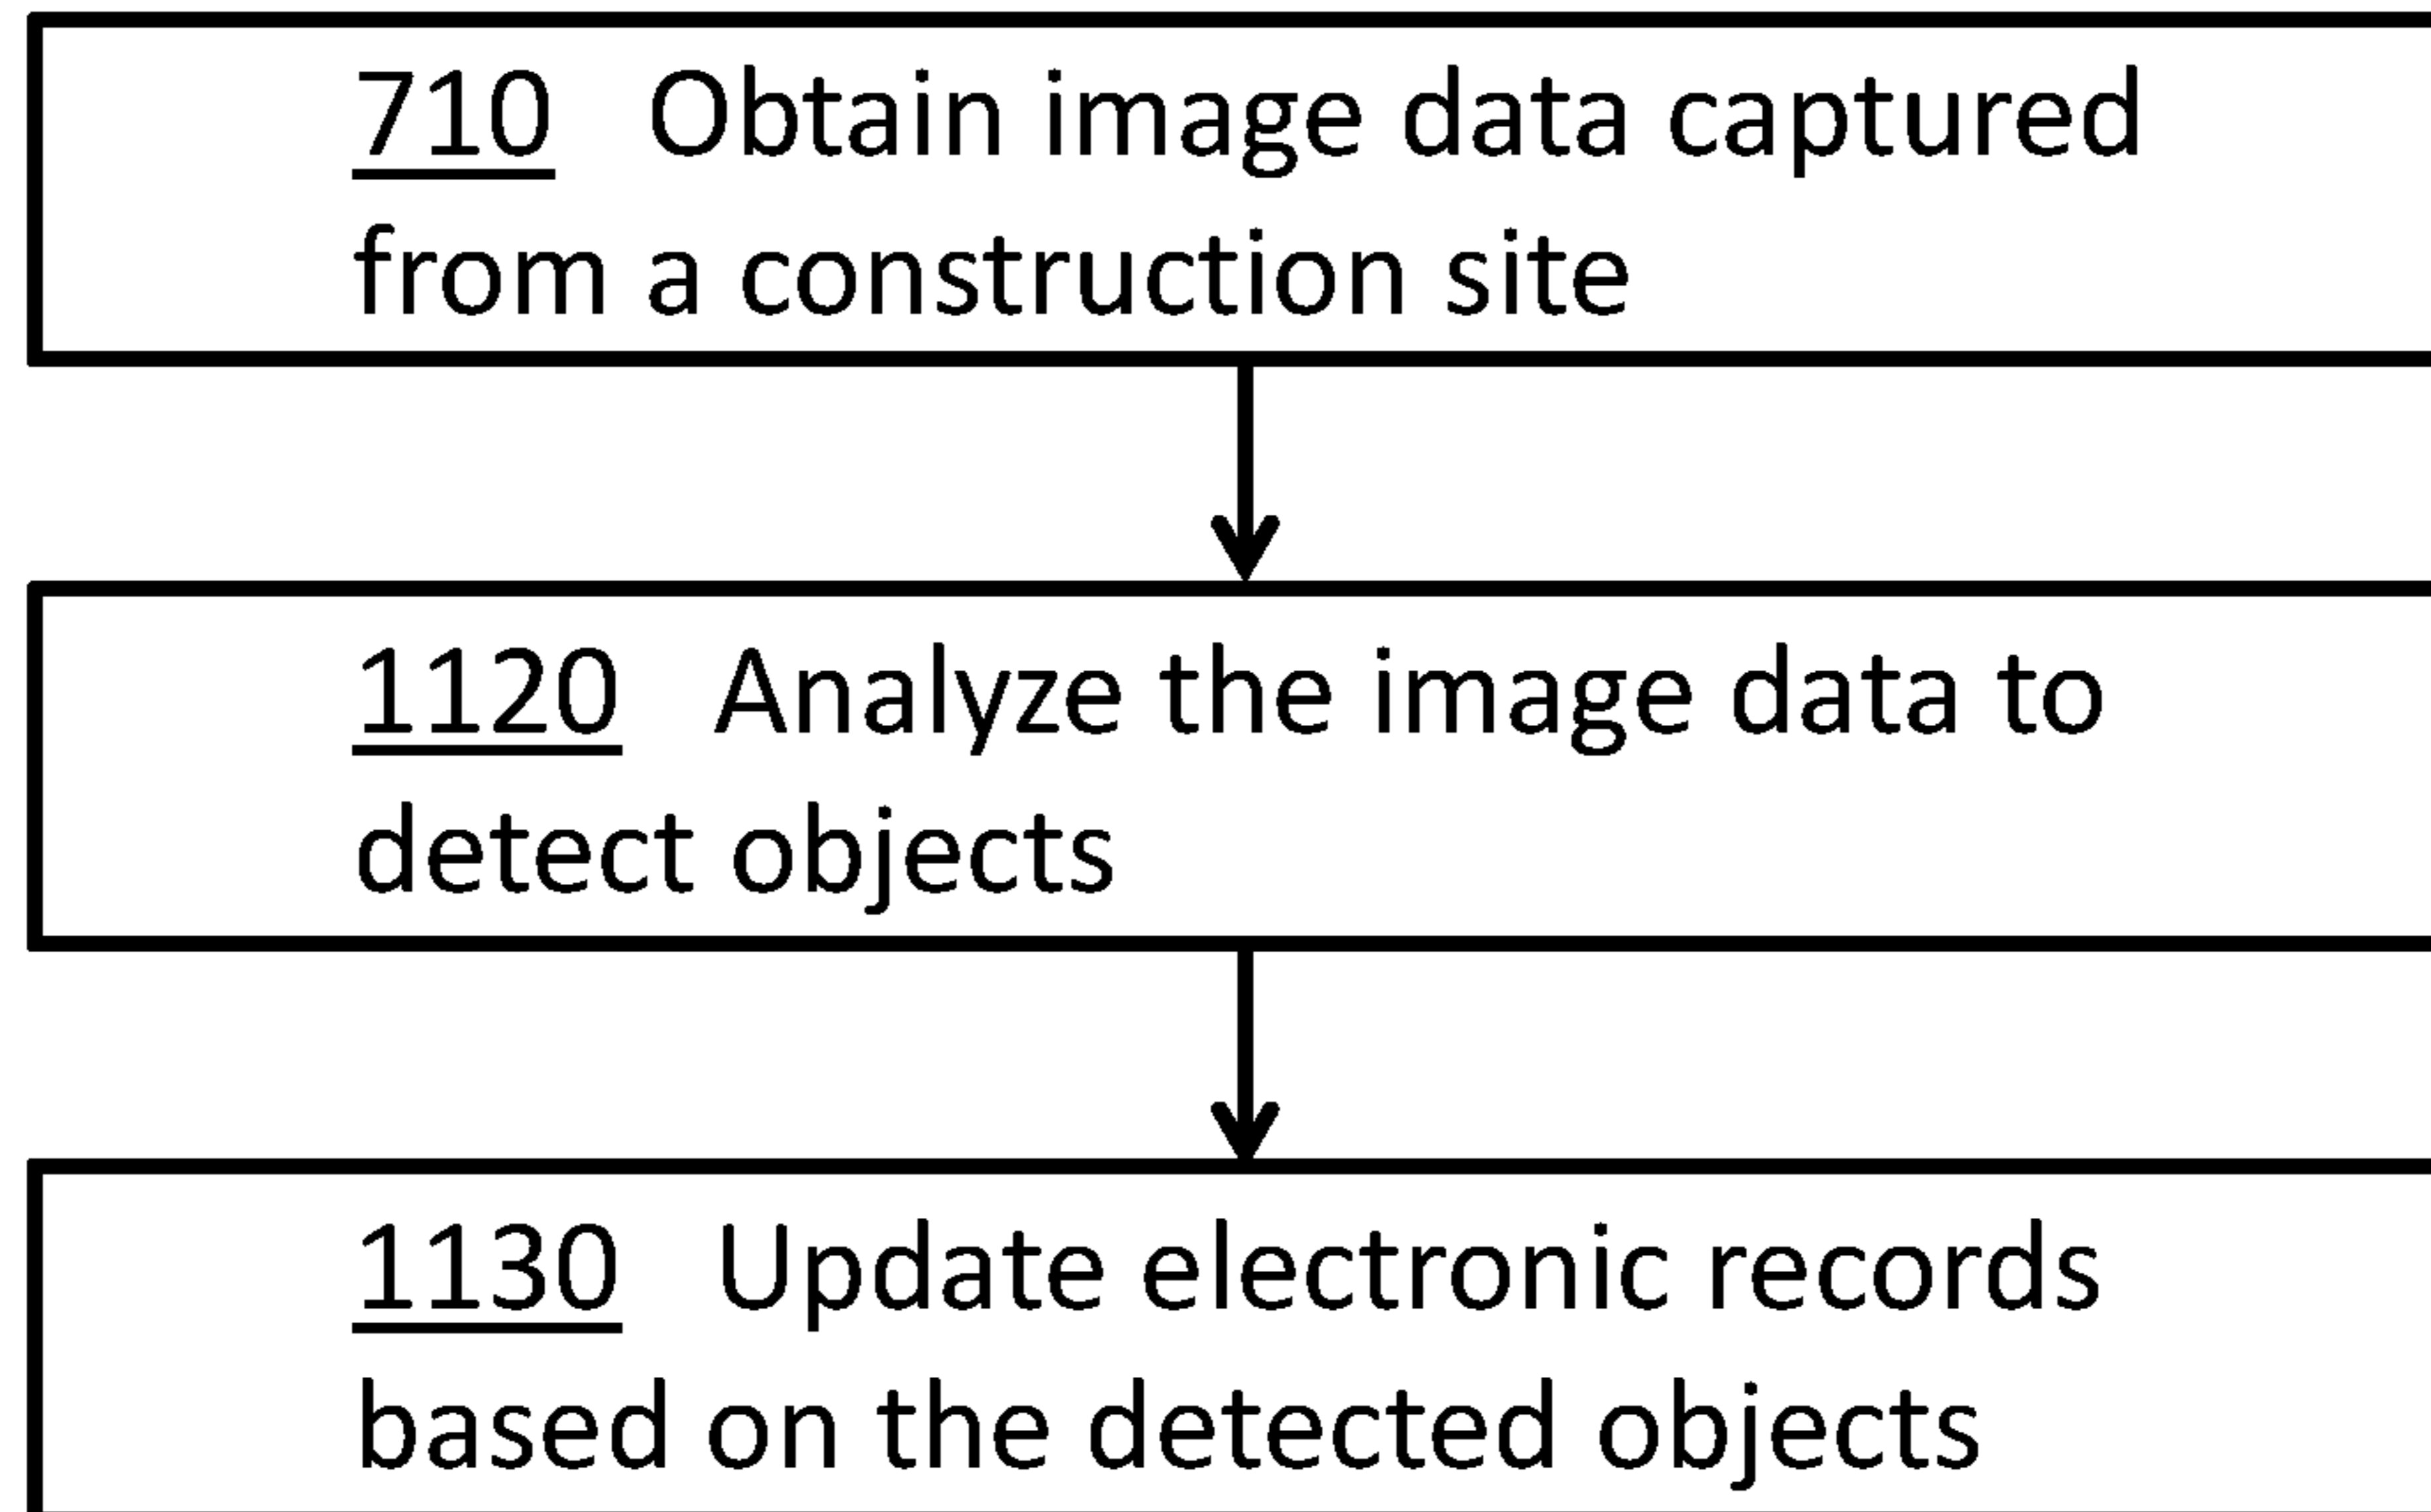 710 Obtain image data captured
from a construction site
1120 Analyze the image data to
detect objects
1130 Update electronic records
based on the detected objects